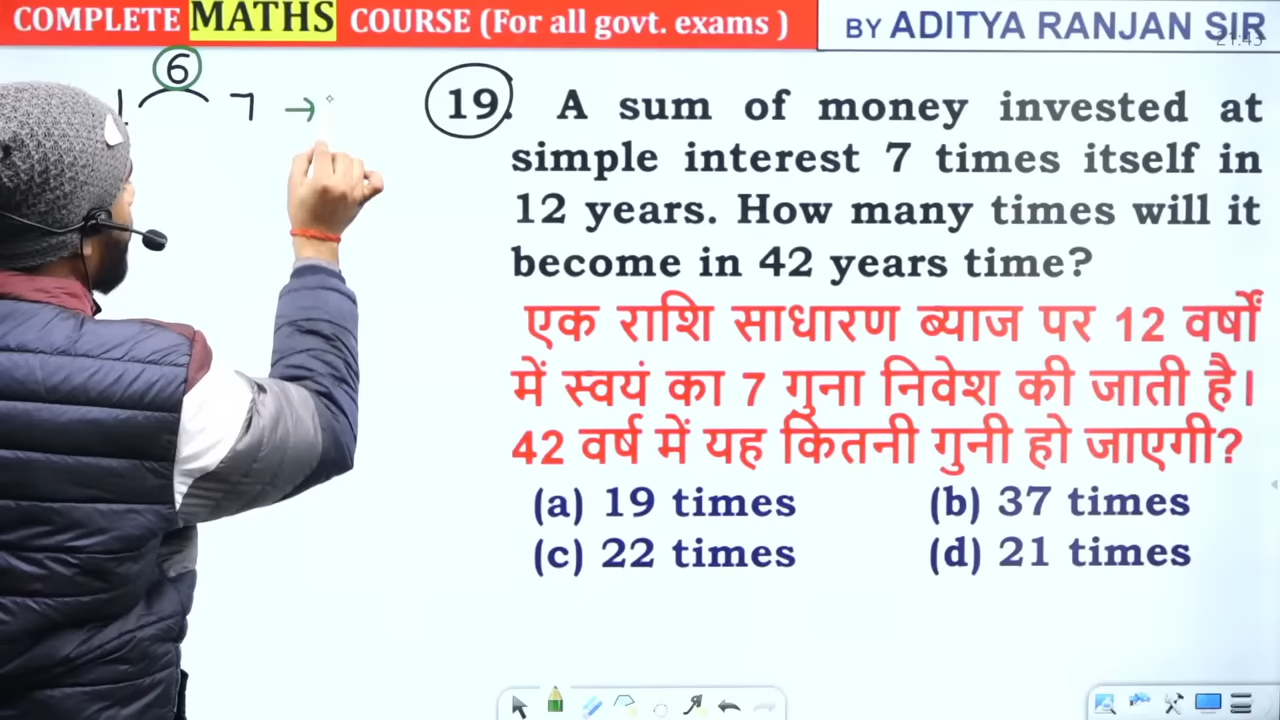 COMPLETE MATHS COURSE (For all govt. exams )
BY ADITYA RANJAN SIR
21:43
6
1 7 →
19. A sum of money invested at
simple interest 7 times itself in
12 years. How many times will it
become in 42 years time?
एक राशि साधारण ब्याज पर 12 वर्षों
में स्वयं का 7 गुना निवेश की जाती है।
42 वर्ष में यह कितनी गुनी हो जाएगी?
(a) 19 times (b) 37 times
(c) 22 times (d) 21 times